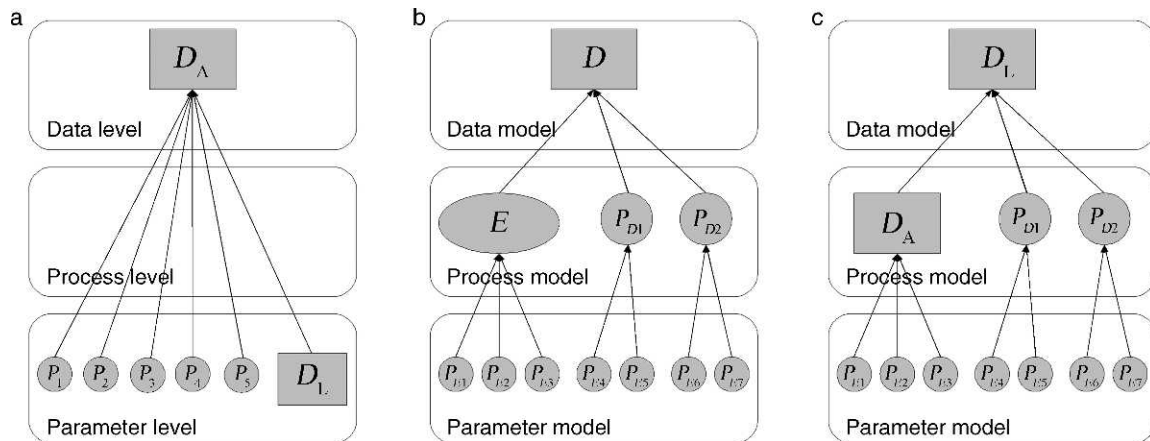 a
D_A
Data level
Process level
P_1 P_2 P_3 P_4 P_5 D_L
Parameter level
b
D
Data model
E P_D1 P_D2
Process model
P_E1 P_E2 P_E3 P_E4 P_E5 P_E6 P_E7
Parameter model
c
D_L
Data model
D_A P_D1 P_D2
Process model
P_E1 P_E2 P_E3 P_E4 P_E5 P_E6 P_E7
Parameter model